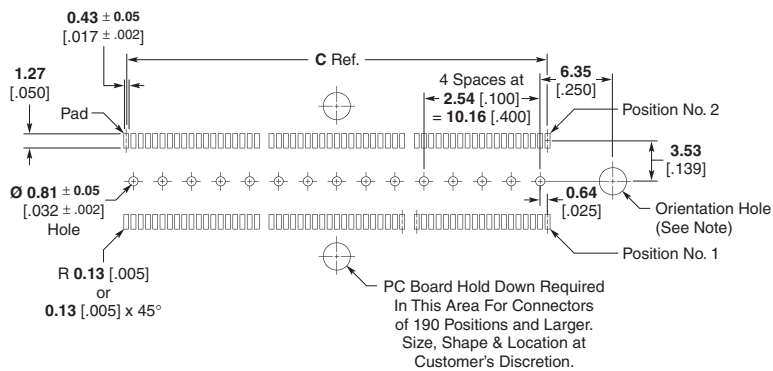 0.43 ± 0.05
[.017 ± .002]
C Ref.
1.27
[.050]
4 Spaces at
2.54 [.100]
= 10.16 [.400]
6.35
[.250]
Pad
Position No. 2
3.53
[.139]
Ø 0.81 ± 0.05
[.032 ± .002]
Hole
0.64
[.025]
Orientation Hole
(See Note)
Position No. 1
R 0.13 [.005]
or
0.13 [.005] x 45°
PC Board Hold Down Required
In This Area For Connectors
of 190 Positions and Larger.
Size, Shape & Location at
Customer's Discretion.